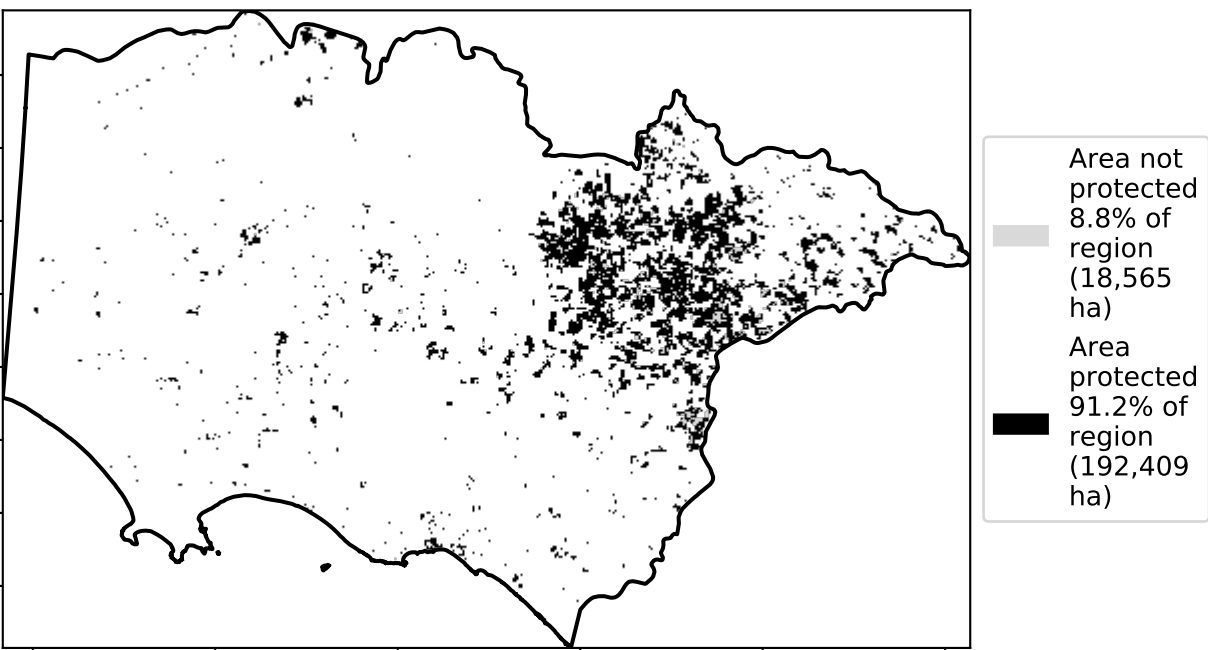 Area not
protected
8.8% of
region
(18,565
ha)
Area
protected
91.2% of
region
(192,409
ha)